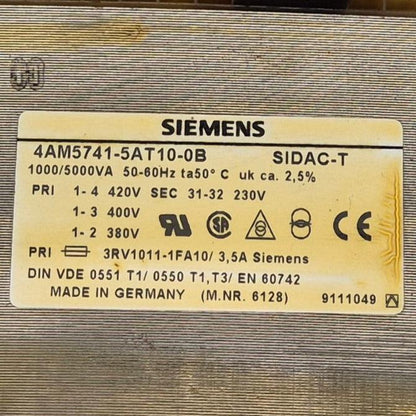 SIEMENS
4AM5741-5AT10-0B SIDAC-T
1000/5000VA 50-60Hz ta50° C uk ca. 2,5%
PRI 1- 4 420V SEC 31-32 230V
1- 3 400V
1- 2 380V
PRI 3RV1011-1FA10/ 3,5A Siemens
DIN VDE 0551 T1/ 0550 T1,T3/ EN 60742
MADE IN GERMANY (M.NR. 6128) 9111049